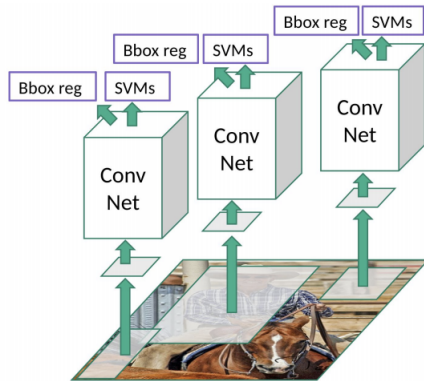 Bbox reg SVMs
Bbox reg SVMs
Bbox reg SVMs
Conv
Net
Conv
Net
Conv
Net